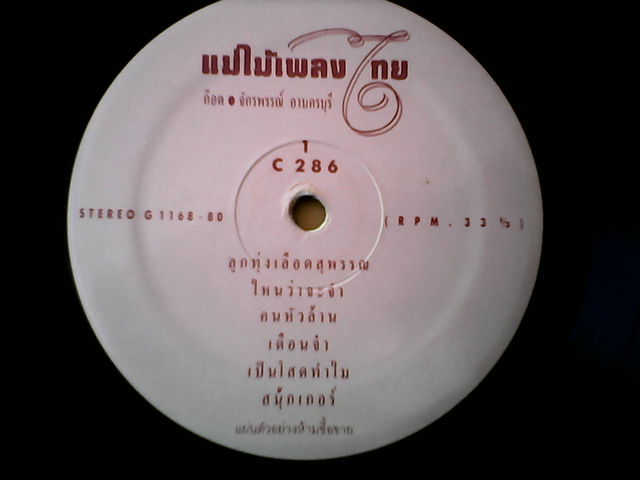 แม่ไม้เพลงไทย
ก๊อด ● จักรพรรณ์ อาบครบุรี
1
C 286
STEREO G 1168-80
( RPM. 33 ⅓ )
ลูกทุ่งเลือดสุพรรณ
ไหนว่าจะจำ
คนหัวล้าน
เดือนจ๋า
เป็นโสดทำไม
สนุ๊กเกอร์
แผ่นตัวอย่างห้ามซื้อขาย